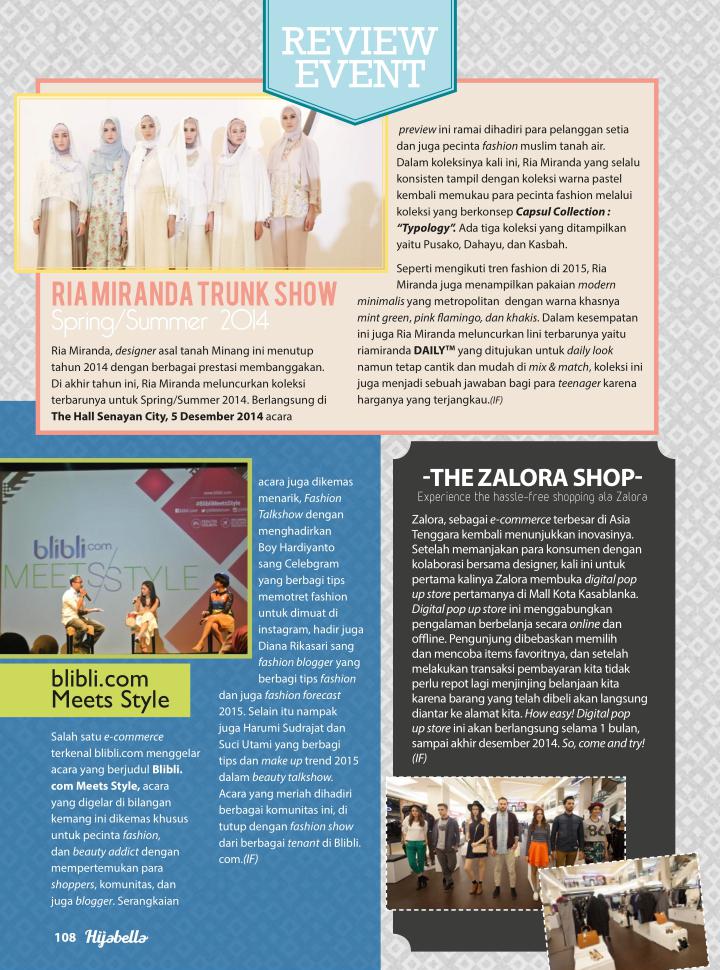 REVIEW
EVENT
RIA MIRANDA TRUNK SHOW
Spring/Summer 2014
Ria Miranda, designer asal tanah Minang ini menutup
tahun 2014 dengan berbagai prestasi membanggakan.
Di akhir tahun ini, Ria Miranda meluncurkan koleksi
terbarunya untuk Spring/Summer 2014. Berlangsung di
The Hall Senayan City, 5 Desember 2014 acara
preview ini ramai dihadiri para pelanggan setia
dan juga pecinta fashion muslim tanah air.
Dalam koleksinya kali ini, Ria Miranda yang selalu
konsisten tampil dengan koleksi warna pastel
kembali memukau para pecinta fashion melalui
koleksi yang berkonsep Capsul Collection :
“Typology”. Ada tiga koleksi yang ditampilkan
yaitu Pusako, Dahayu, dan Kasbah.
Seperti mengikuti tren fashion di 2015, Ria
Miranda juga menampilkan pakaian modern
minimalis yang metropolitan dengan warna khasnya
mint green, pink flamingo, dan khakis. Dalam kesempatan
ini juga Ria Miranda meluncurkan lini terbarunya yaitu
riamiranda DAILY™ yang ditujukan untuk daily look
namun tetap cantik dan mudah di mix & match, koleksi ini
juga menjadi sebuah jawaban bagi para teenager karena
harganya yang terjangkau.(IF)
blibli.com
MEETS STYLE
blibli.com
Meets Style
Salah satu e-commerce
terkenal blibli.com menggelar
acara yang berjudul Blibli.
com Meets Style, acara
yang digelar di bilangan
kemang ini dikemas khusus
untuk pecinta fashion,
dan beauty addict dengan
mempertemukan para
shoppers, komunitas, dan
juga blogger. Serangkaian
acara juga dikemas
menarik, Fashion
Talkshow dengan
menghadirkan
Boy Hardiyanto
sang Celebgram
yang berbagi tips
memotret fashion
untuk dimuat di
instagram, hadir juga
Diana Rikasari sang
fashion blogger yang
berbagi tips fashion
dan juga fashion forecast
2015. Selain itu nampak
juga Harumi Sudrajat dan
Suci Utami yang berbagi
tips dan make up trend 2015
dalam beauty talkshow.
Acara yang meriah dihadiri
berbagai komunitas ini, di
tutup dengan fashion show
dari berbagai tenant di Blibli.
com.(IF)
-THE ZALORA SHOP-
Experience the hassle-free shopping ala Zalora
Zalora, sebagai e-commerce terbesar di Asia
Tenggara kembali menunjukkan inovasinya.
Setelah memanjakan para konsumen dengan
kolaborasi bersama designer, kali ini untuk
pertama kalinya Zalora membuka digital pop
up store pertamanya di Mall Kota Kasablanka.
Digital pop up store ini menggabungkan
pengalaman berbelanja secara online dan
offline. Pengunjung dibebaskan memilih
dan mencoba items favoritnya, dan setelah
melakukan transaksi pembayaran kita tidak
perlu repot lagi menjinjing belanjaan kita
karena barang yang telah dibeli akan langsung
diantar ke alamat kita. How easy! Digital pop
up store ini akan berlangsung selama 1 bulan,
sampai akhir desember 2014. So, come and try!
(IF)
86
108 Hijabella